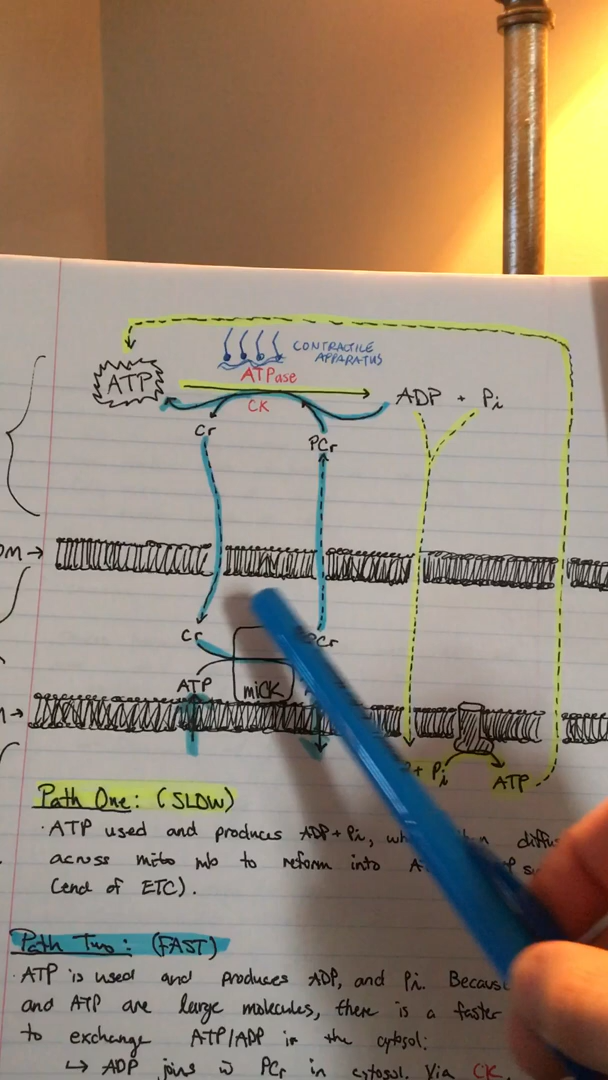 CONTRACTILE
APPARATUS
ATPase
ATP
ADP + Pi
CK
Cr
PCr
OM →
Cr
PCr
ATP
miCK
→
+ Pi
ATP
Path One: (SLOW)
· ATP used and produces ADP + Pi,
across mito mb to reform into
(end of ETC).
Path Two: (FAST)
· ATP is used and produces ADP, and Pi.
and ATP are large molecules, there is a faster
to exchange ATP/ADP in the cytosol:
↳ ADP joins w PCr in cytosol. Via CK.